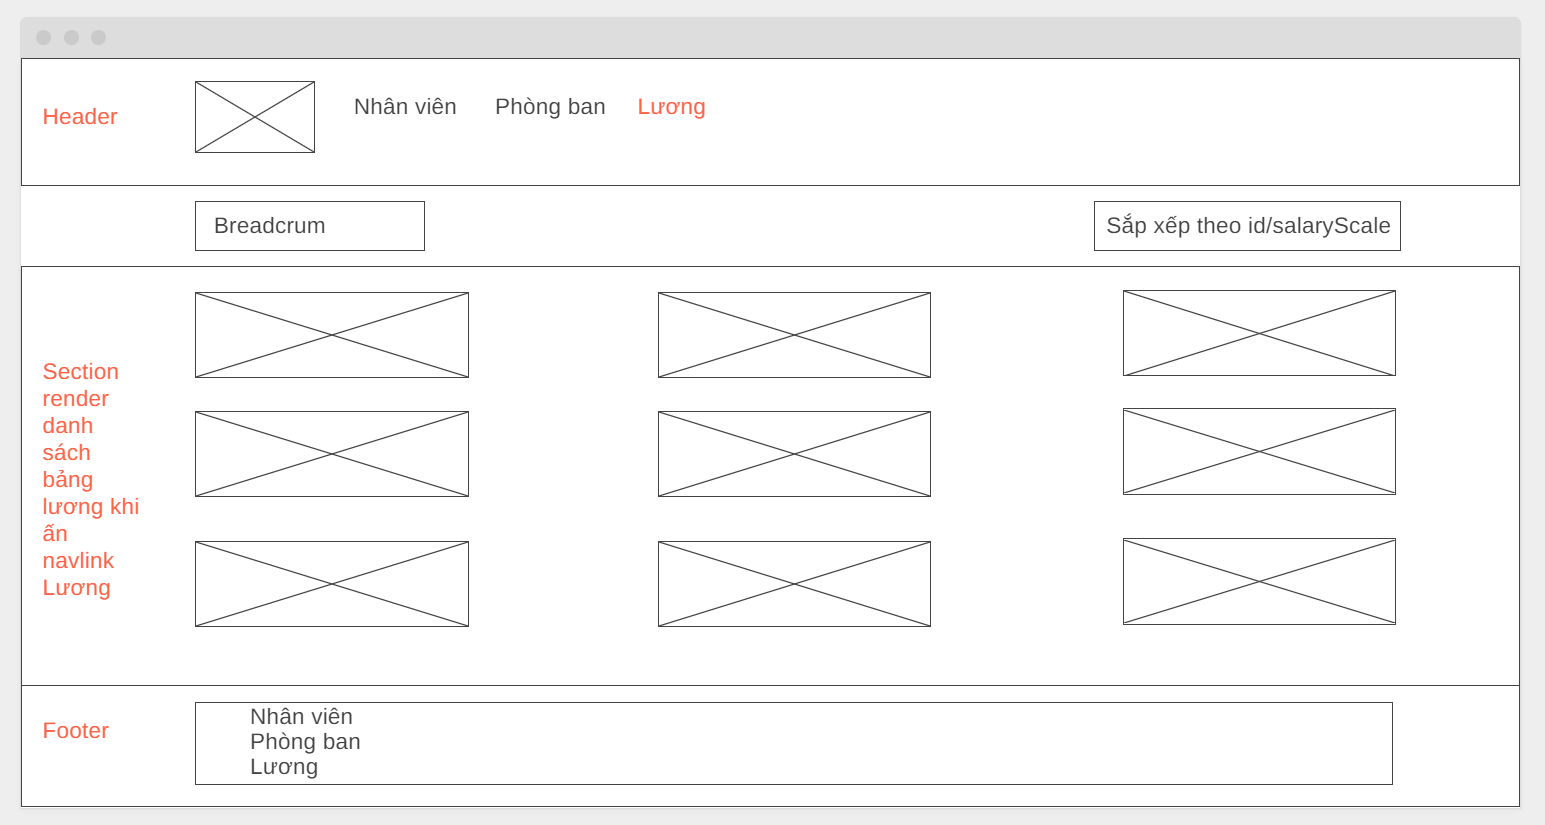 Header
Nhân viên
Phòng ban
Lương
Breadcrum
Sắp xếp theo id/salaryScale
Section
render
danh
sách
bảng
lương khi
ấn
navlink
Lương
Footer
Nhân viên
Phòng ban
Lương